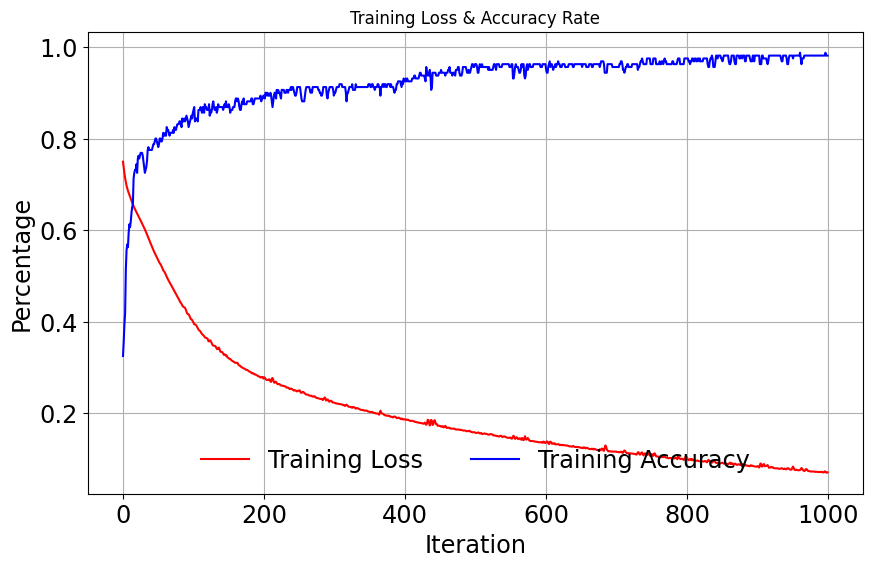 Training Loss & Accuracy Rate
1.0
0.8
0.6
0.4
0.2
Percentage
Training Loss
Training Accuracy
0 200 400 600 800 1000
Iteration